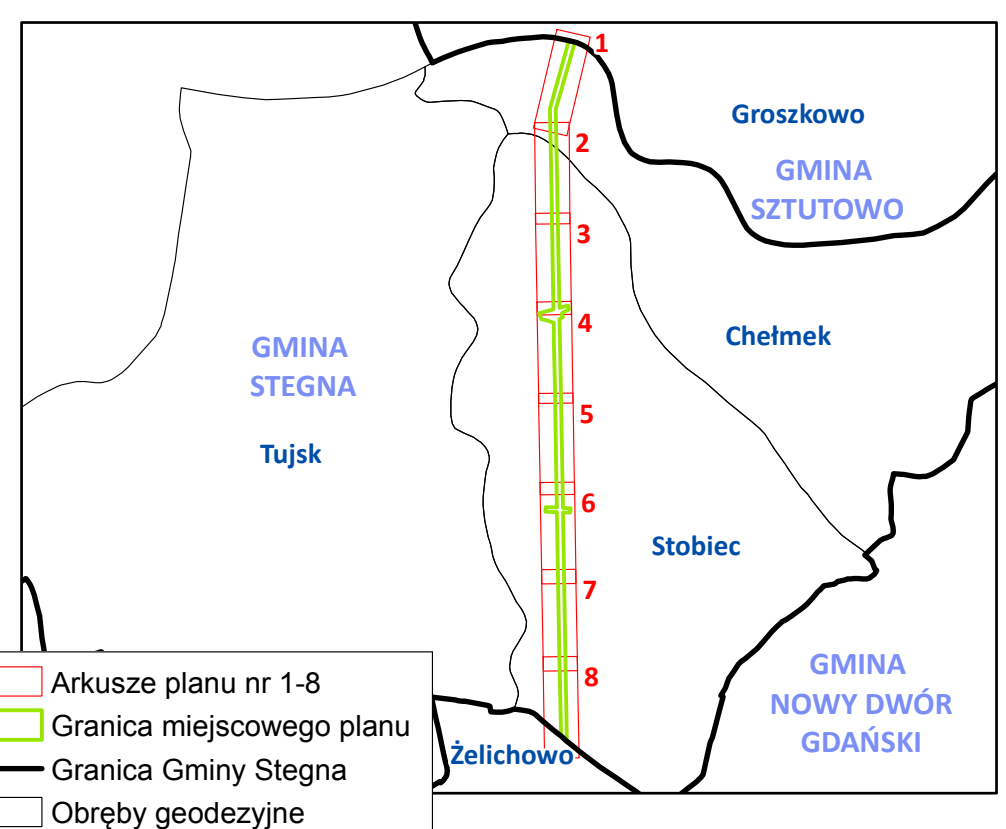 1
Groszkowo
2
GMINA
SZTUTOWO
3
4
Chełmek
GMINA
STEGNA
5
Tujsk
6
Stobiec
7
8
GMINA
NOWY DWÓR
GDAŃSKI
Żelichowo
Arkusze planu nr 1-8
Granica miejscowego planu
Granica Gminy Stegna
Obręby geodezyjne